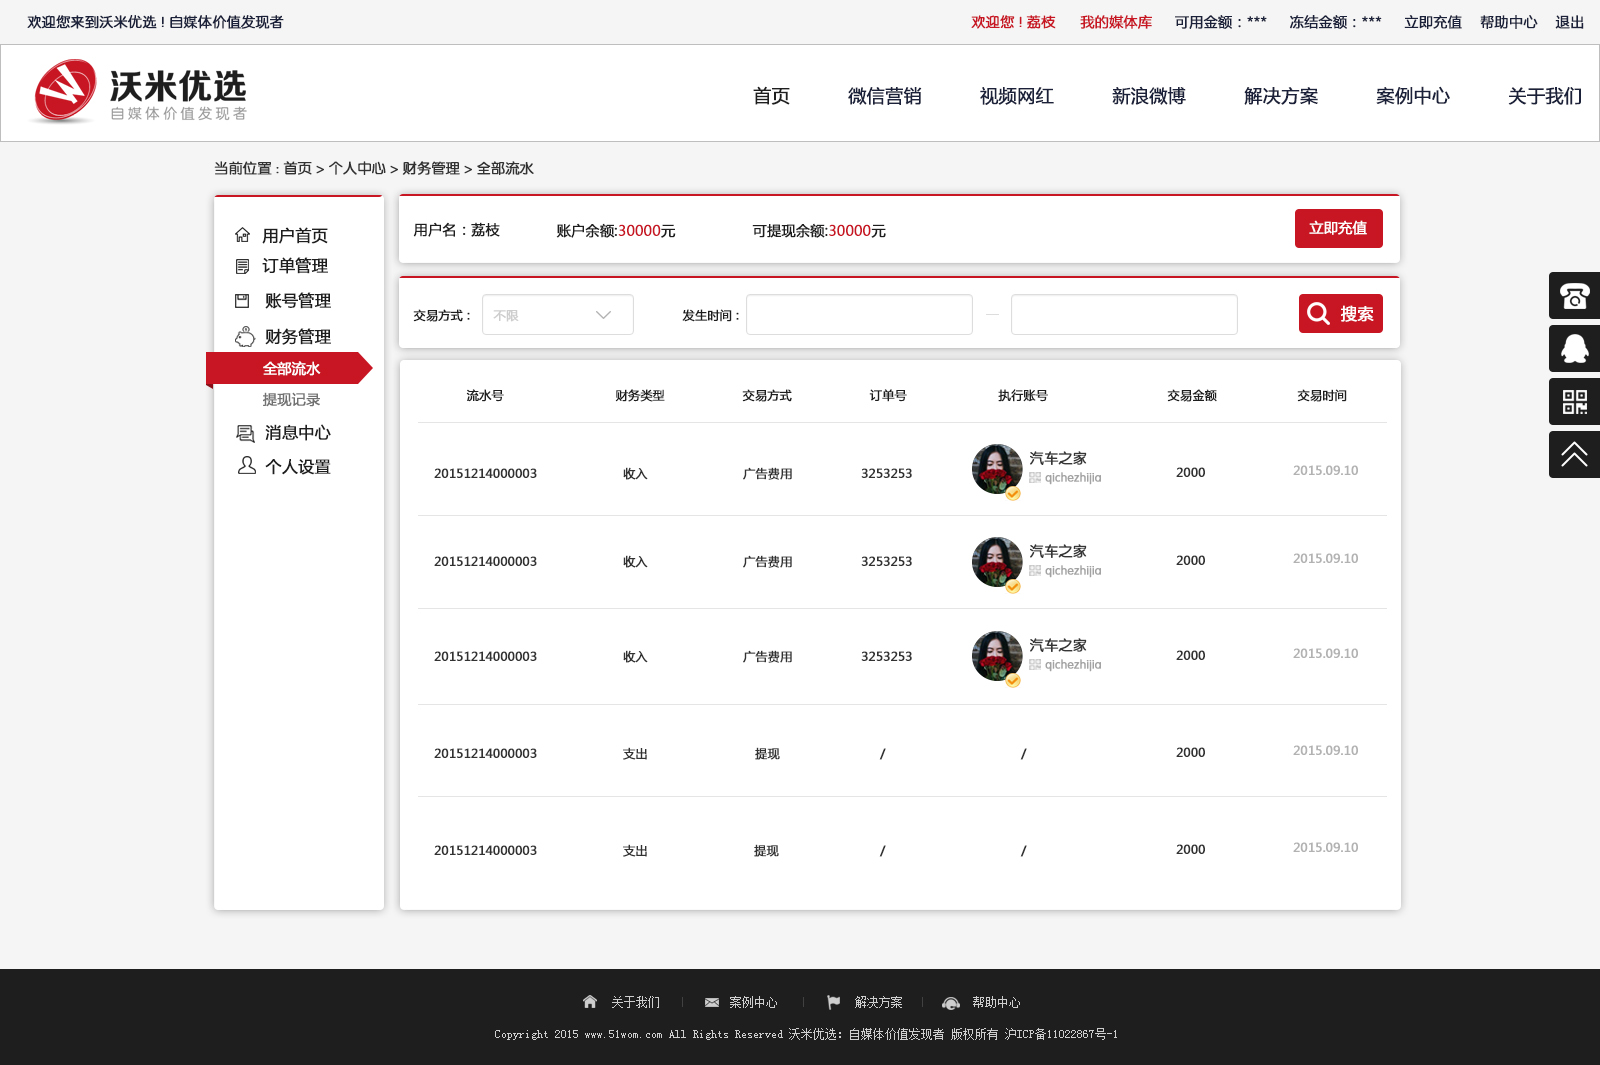 欢迎您来到沃米优选！自媒体价值发现者 欢迎您！荔枝 我的媒体库 可用金额：*** 冻结金额：*** 立即充值 帮助中心 退出
沃米优选
自媒体价值发现者
首页 微信营销 视频网红 新浪微博 解决方案 案例中心 关于我们
当前位置 : 首页 > 个人中心 > 财务管理 > 全部流水
用户首页
订单管理
账号管理
财务管理
全部流水
提现记录
消息中心
个人设置
用户名：荔枝 账户余额:30000元 可提现余额:30000元 立即充值
交易方式： 不限 发生时间： — 搜索
流水号 财务类型 交易方式 订单号 执行账号 交易金额 交易时间
20151214000003 收入 广告费用 3253253 汽车之家 qichezhijia 2000 2015.09.10
20151214000003 收入 广告费用 3253253 汽车之家 qichezhijia 2000 2015.09.10
20151214000003 收入 广告费用 3253253 汽车之家 qichezhijia 2000 2015.09.10
20151214000003 支出 提现 / / 2000 2015.09.10
20151214000003 支出 提现 / / 2000 2015.09.10
关于我们 | 案例中心 | 解决方案 | 帮助中心
Copyright 2015 www.51wom.com All Rights Reserved 沃米优选：自媒体价值发现者 版权所有 沪ICP备11022867号-1